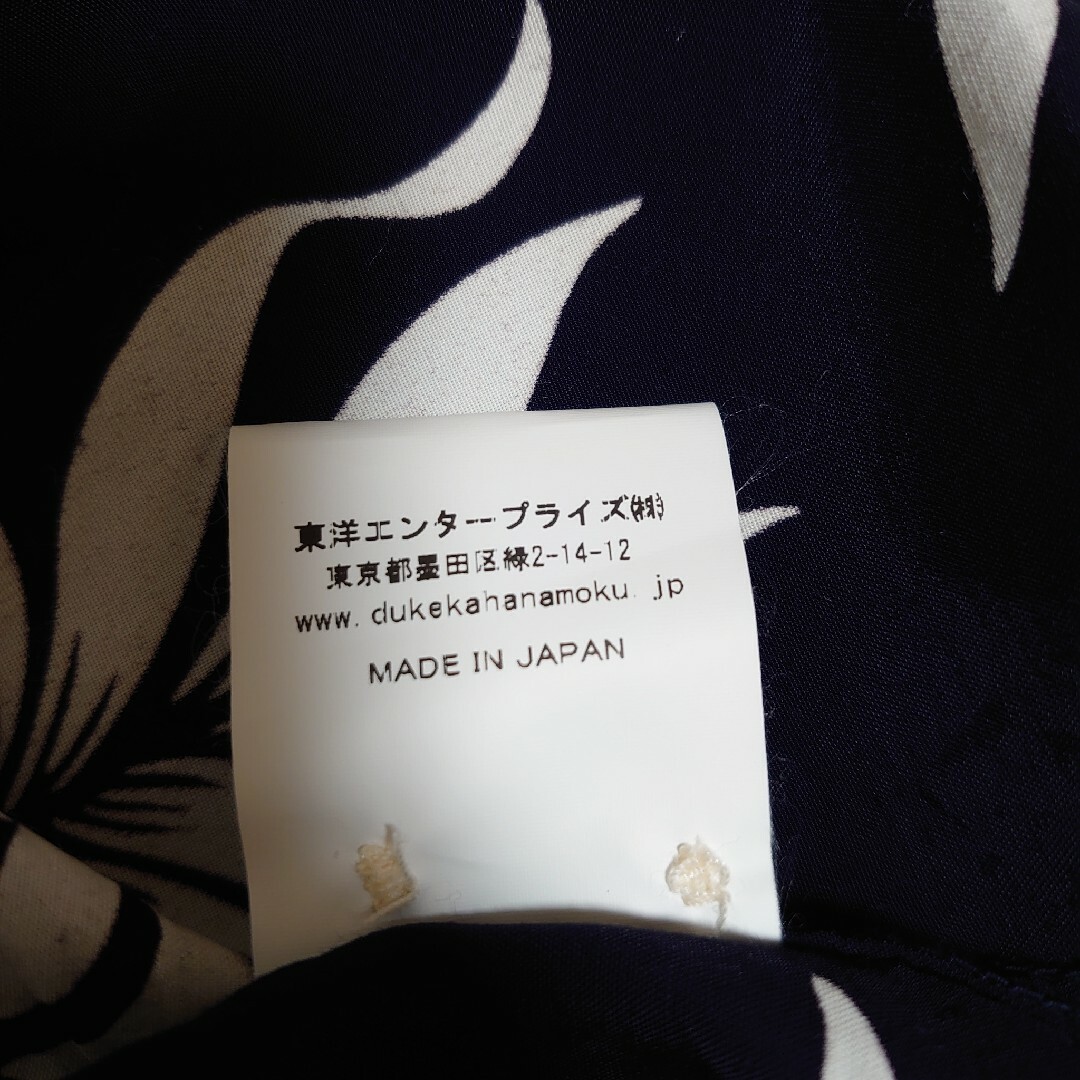 東洋エンタープライズ㈱
東京都墨田区緑2-14-12
www.dukekahanamoku.jp
MADE IN JAPAN